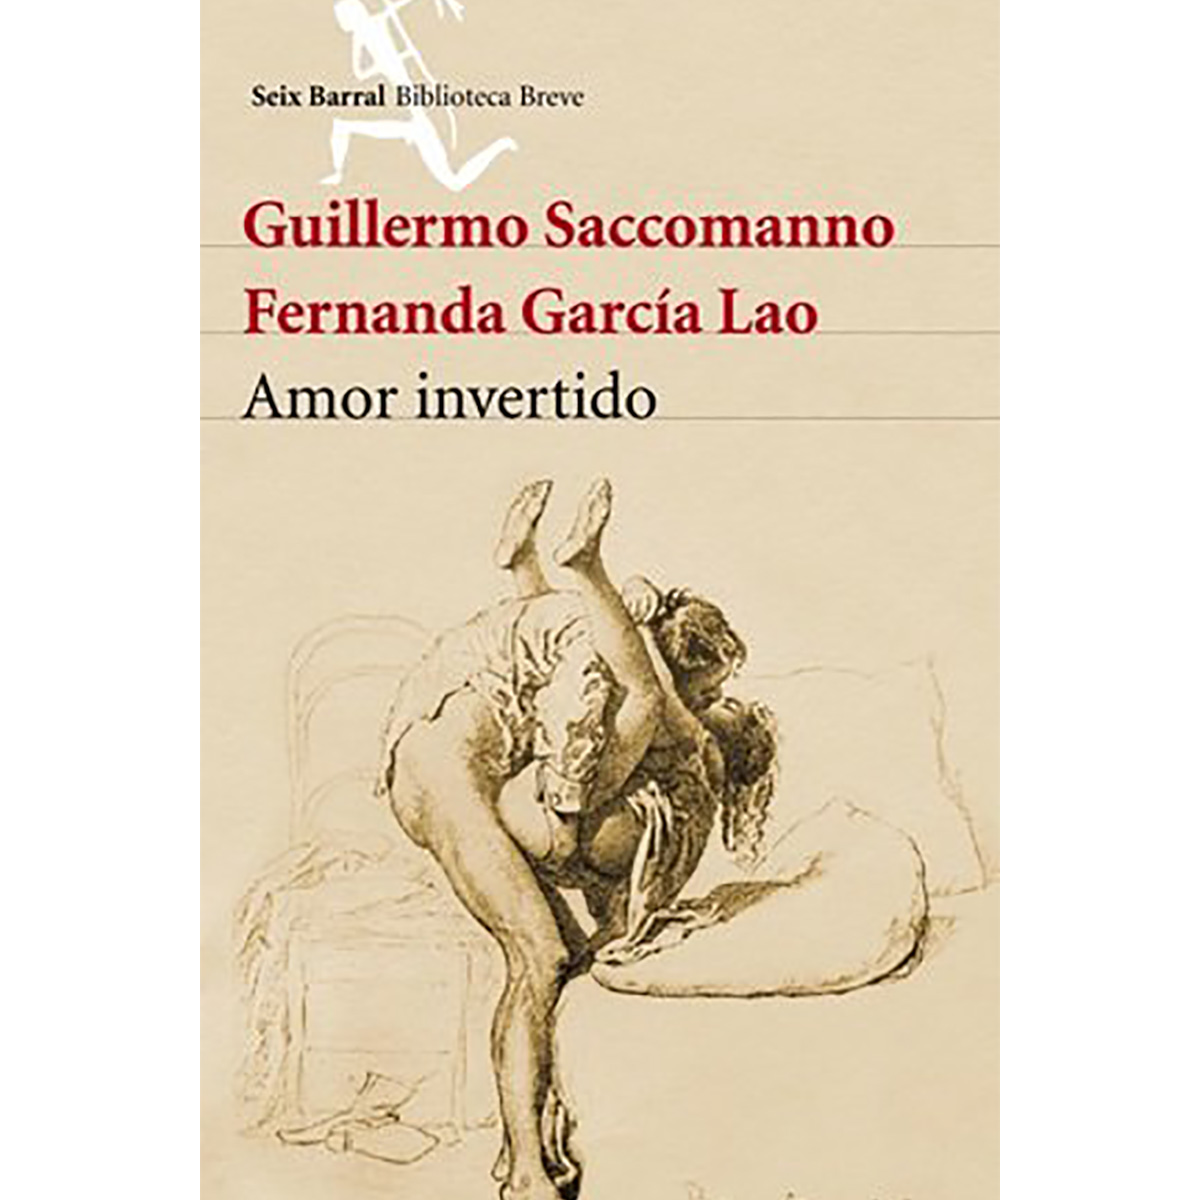 Seix Barral Biblioteca Breve
Guillermo Saccomanno
Fernanda García Lao
Amor invertido